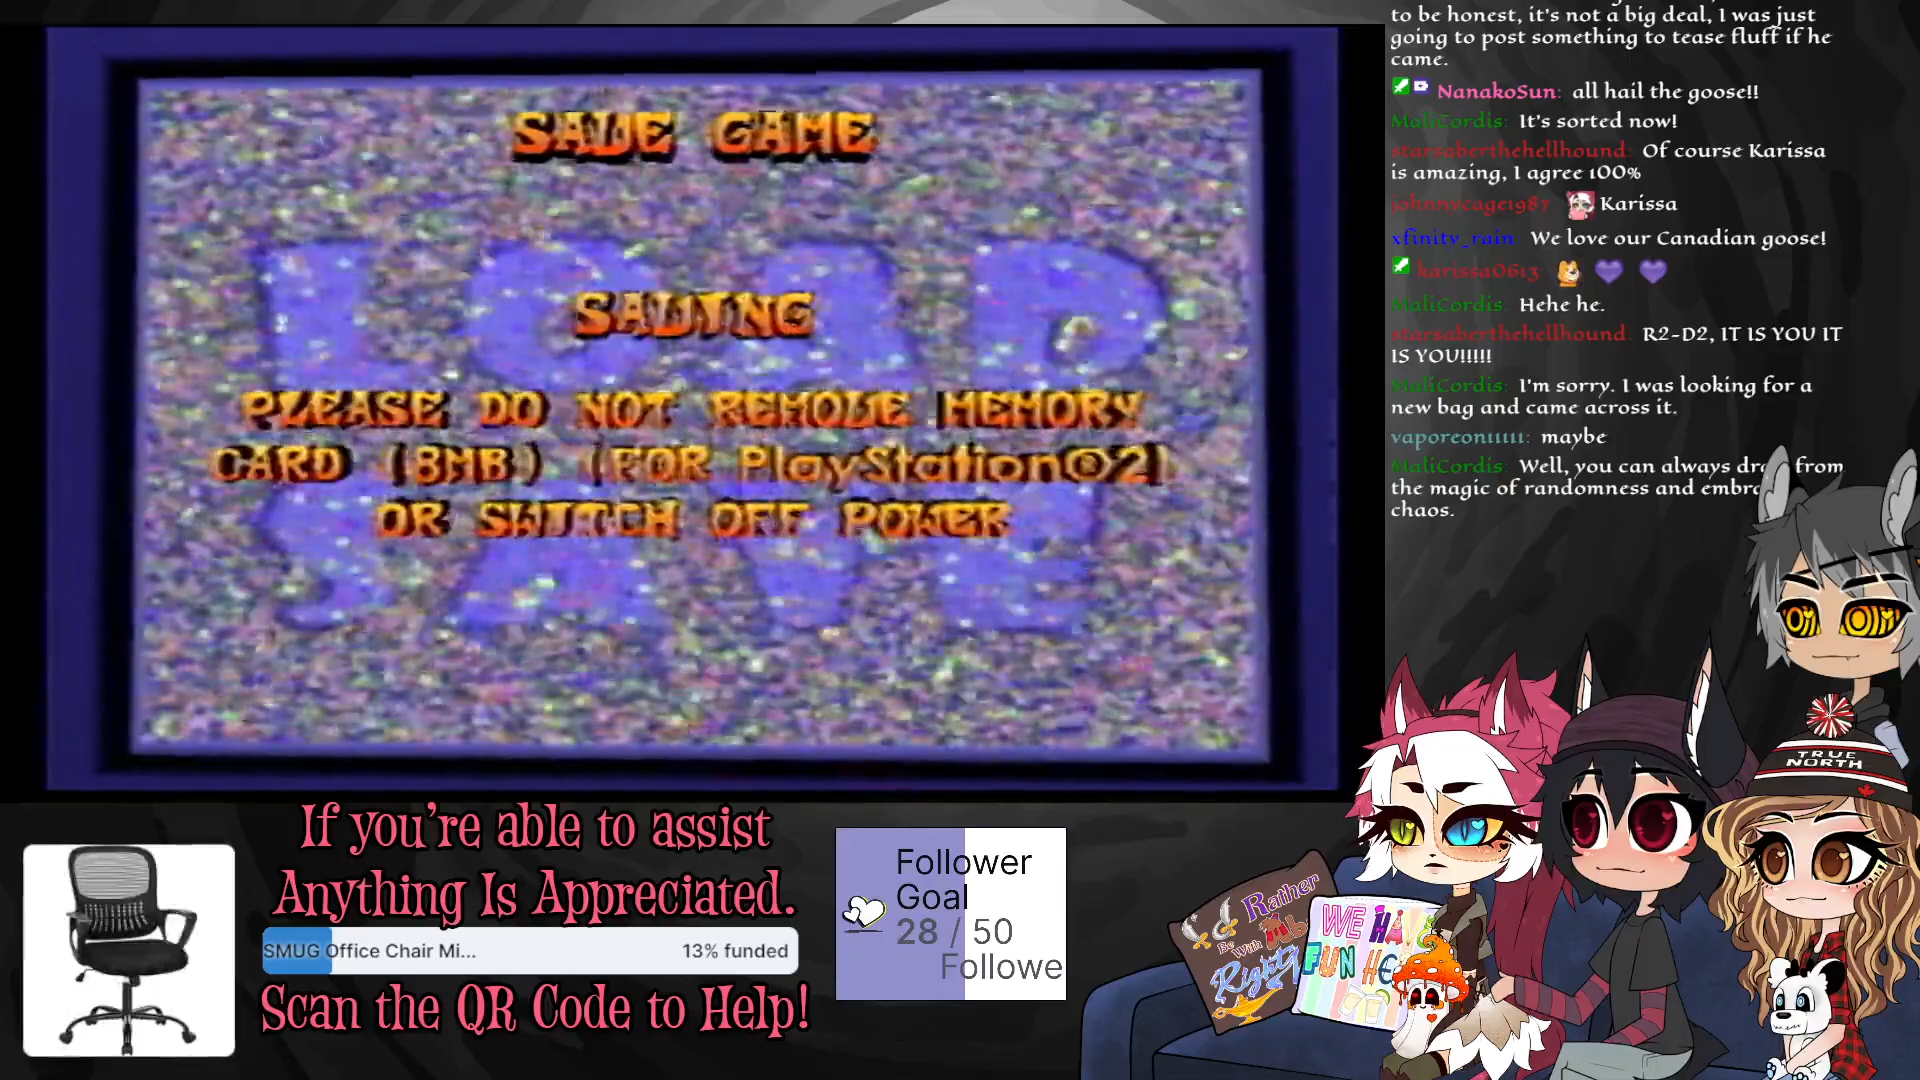 SAVE GAME
LOAD
SAVING
PLEASE DO NOT REMOVE MEMORY
CARD (8MB) (FOR PlayStation®2)
OR SWITCH OFF POWER
SAVE
to be honest, it's not a big deal, I was just
going to post something to tease fluff if he
came.
NanakoSun: all hail the goose!!
MaliCordis: It's sorted now!
starsaberthehellhound: Of course Karissa
is amazing, I agree 100%
johnnycage1987 Karissa
xfinity_rain: We love our Canadian goose!
karissa0613
MaliCordis: Hehe he.
starsaberthehellhound: R2-D2, IT IS YOU IT
IS YOU!!!!!
MaliCordis: I'm sorry. I was looking for a
new bag and came across it.
vaporeon11111: maybe
MaliCordis: Well, you can always from
the magic of randomness and
chaos.
TRUE
NORTH
If you're able to assist
Anything Is Appreciated.
SMUG Office Chair Mi... 13% funded
Scan the QR Code to Help!
Follower
Goal
28 / 50
Followe
Rather
Be With
Right
WE HAV
FUN HE